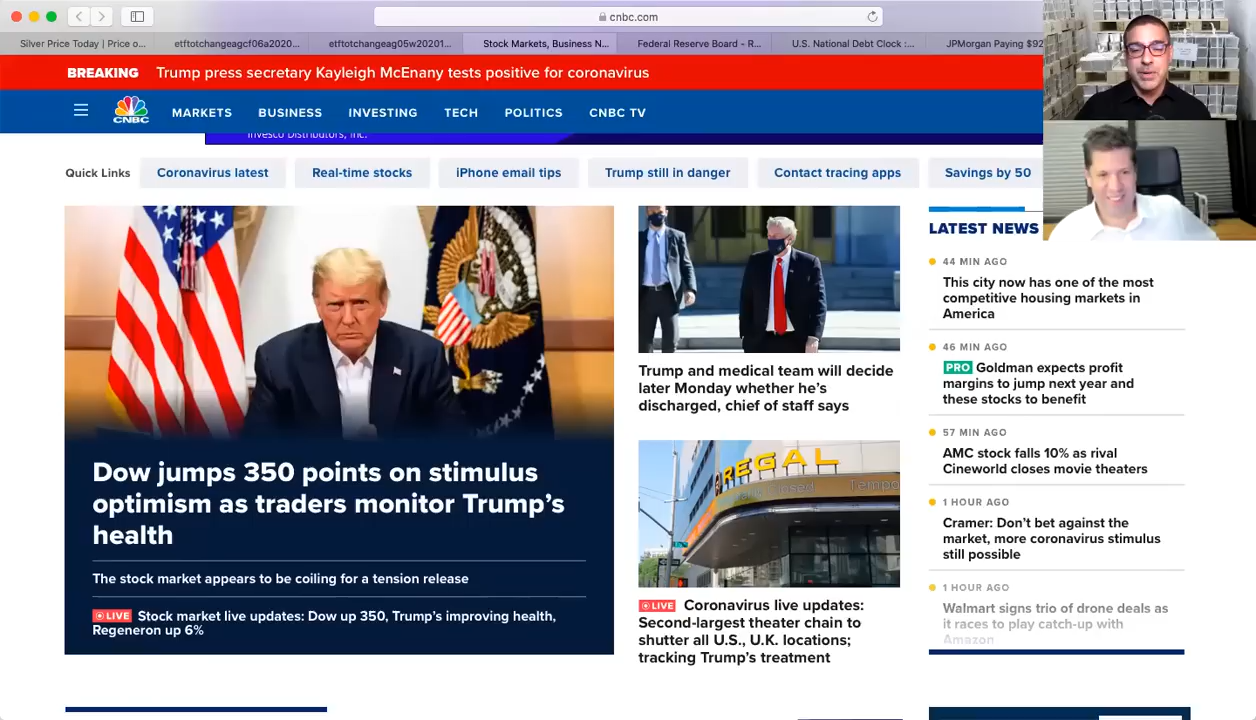 cnbc.com
Silver Price Today | Price o...
etftotchangeagcf06a2020...
etftotchangeag05w20201...
Stock Markets, Business N...
Federal Reserve Board - R...
U.S. National Debt Clock :...
JPMorgan Paying $92
BREAKING Trump press secretary Kayleigh McEnany tests positive for coronavirus
CNBC
MARKETS BUSINESS INVESTING TECH POLITICS CNBC TV
Invesco Distributors, Inc.
Quick Links
Coronavirus latest
Real-time stocks
iPhone email tips
Trump still in danger
Contact tracing apps
Savings by 50
Dow jumps 350 points on stimulus
optimism as traders monitor Trump’s
health
The stock market appears to be coiling for a tension release
LIVE Stock market live updates: Dow up 350, Trump’s improving health,
Regeneron up 6%
Trump and medical team will decide
later Monday whether he’s
discharged, chief of staff says
REGAL
Closed
Tempo
LIVE Coronavirus live updates:
Second-largest theater chain to
shutter all U.S., U.K. locations;
tracking Trump’s treatment
LATEST NEWS
44 MIN AGO
This city now has one of the most
competitive housing markets in
America
46 MIN AGO
PRO Goldman expects profit
margins to jump next year and
these stocks to benefit
57 MIN AGO
AMC stock falls 10% as rival
Cineworld closes movie theaters
1 HOUR AGO
Cramer: Don’t bet against the
market, more coronavirus stimulus
still possible
1 HOUR AGO
Walmart signs trio of drone deals as
it races to play catch-up with
Amazon